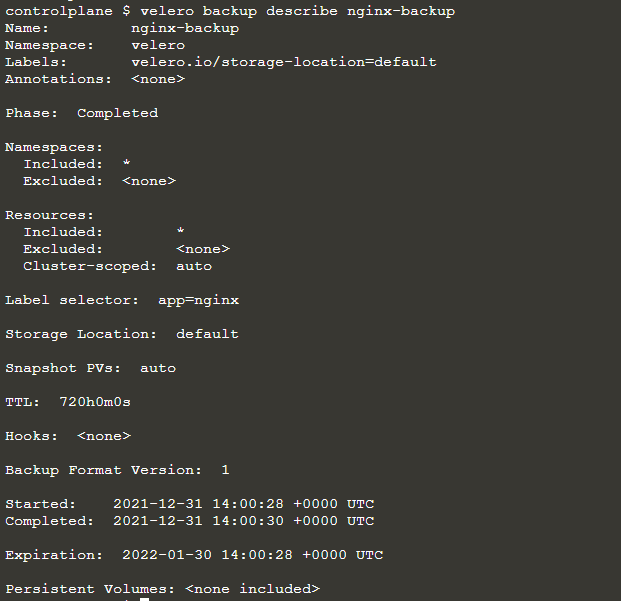 controlplane $ velero backup describe nginx-backup
Name:         nginx-backup
Namespace:    velero
Labels:       velero.io/storage-location=default
Annotations:  <none>

Phase:  Completed

Namespaces:
  Included:  *
  Excluded:  <none>

Resources:
  Included:        *
  Excluded:        <none>
  Cluster-scoped:  auto

Label selector:  app=nginx

Storage Location:  default

Snapshot PVs:  auto

TTL:  720h0m0s

Hooks:  <none>

Backup Format Version:  1

Started:    2021-12-31 14:00:28 +0000 UTC
Completed:  2021-12-31 14:00:30 +0000 UTC

Expiration:  2022-01-30 14:00:28 +0000 UTC

Persistent Volumes: <none included>